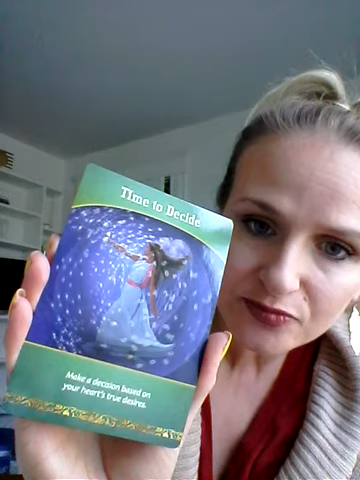 Time to Decide
Make a decision based on
your heart's true desires.